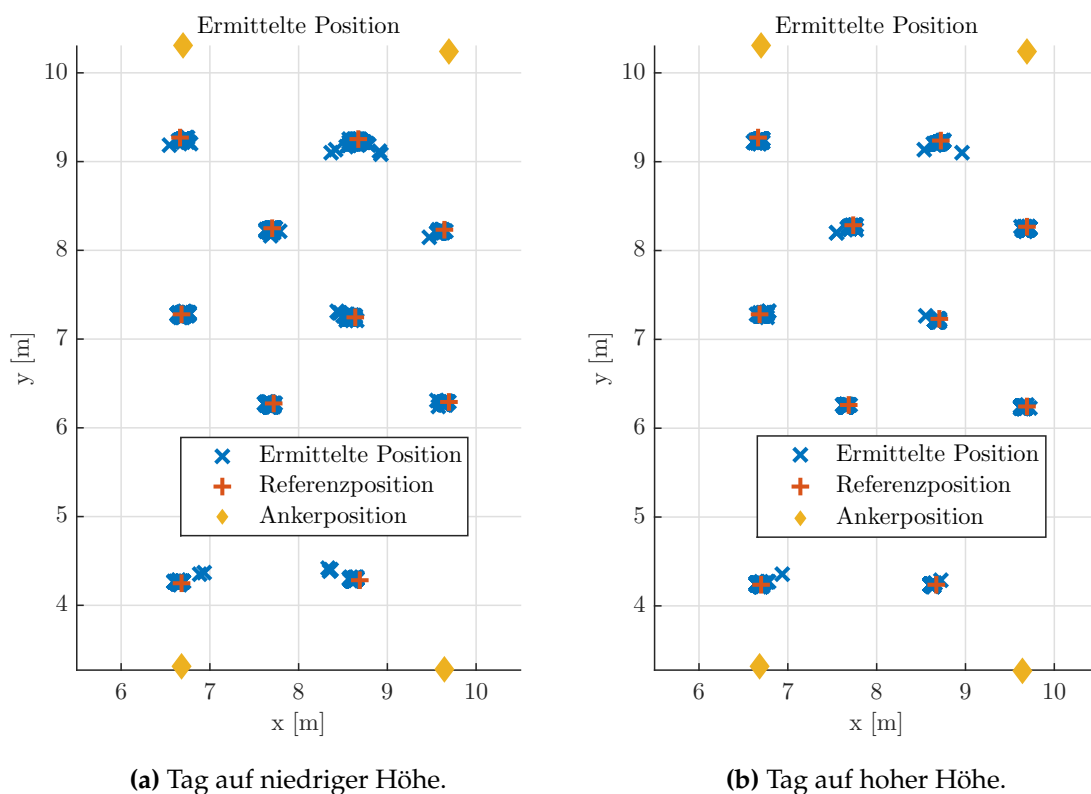 Ermittelte Position
10
9
8
7
6
5
4
y [m]
Ermittelte Position
Referenzposition
Ankerposition
6 7 8 9 10
x [m]
(a) Tag auf niedriger Höhe.
Ermittelte Position
10
9
8
7
6
5
4
y [m]
Ermittelte Position
Referenzposition
Ankerposition
6 7 8 9 10
x [m]
(b) Tag auf hoher Höhe.